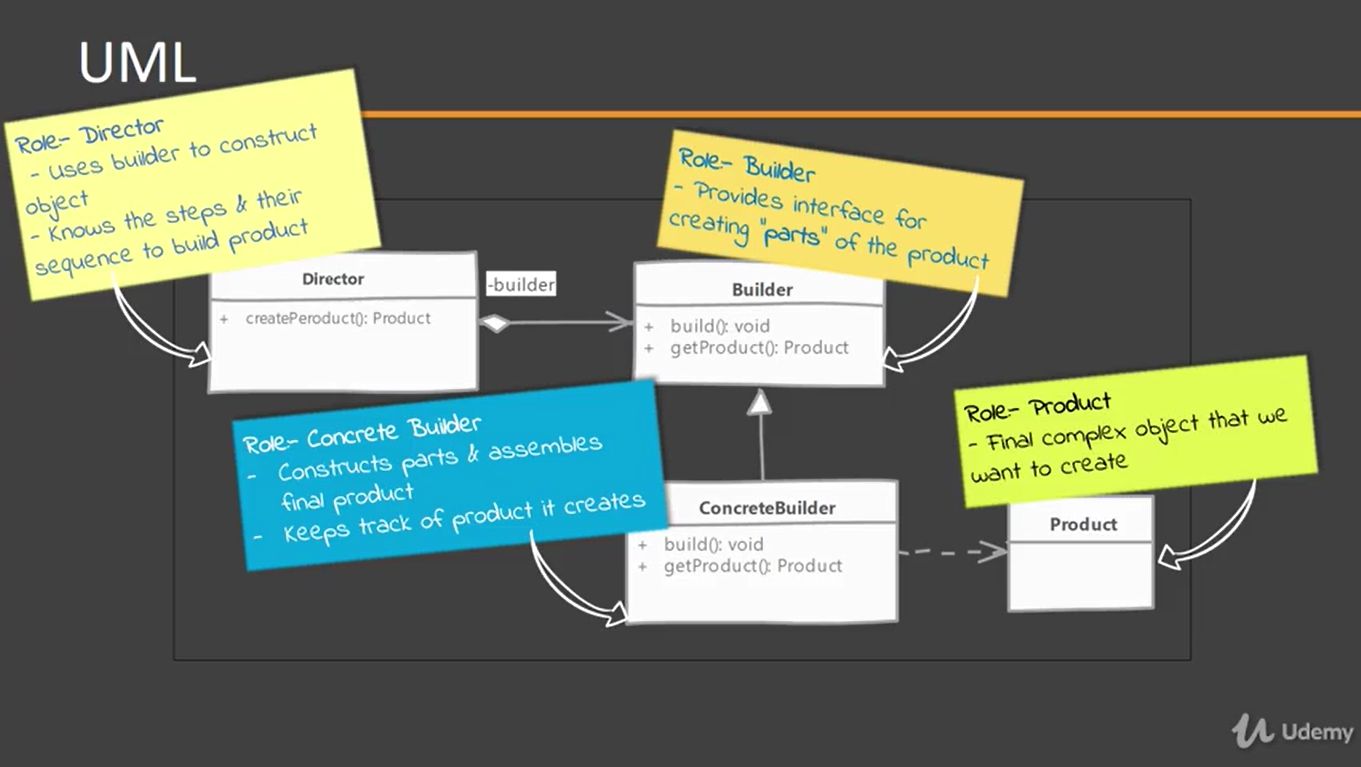 UML
Role- Director
- Uses builder to construct
object
- Knows the steps & their
sequence to build product
Role- Builder
- Provides interface for
creating "parts" of the product
Director
+ createPeroduct(): Product
-builder
Builder
+ build(): void
+ getProduct(): Product
Role- Concrete Builder
- Constructs parts & assembles
final product
- Keeps track of product it creates
Role- Product
- Final complex object that we
want to create
ConcreteBuilder
+ build(): void
+ getProduct(): Product
Product
Udemy